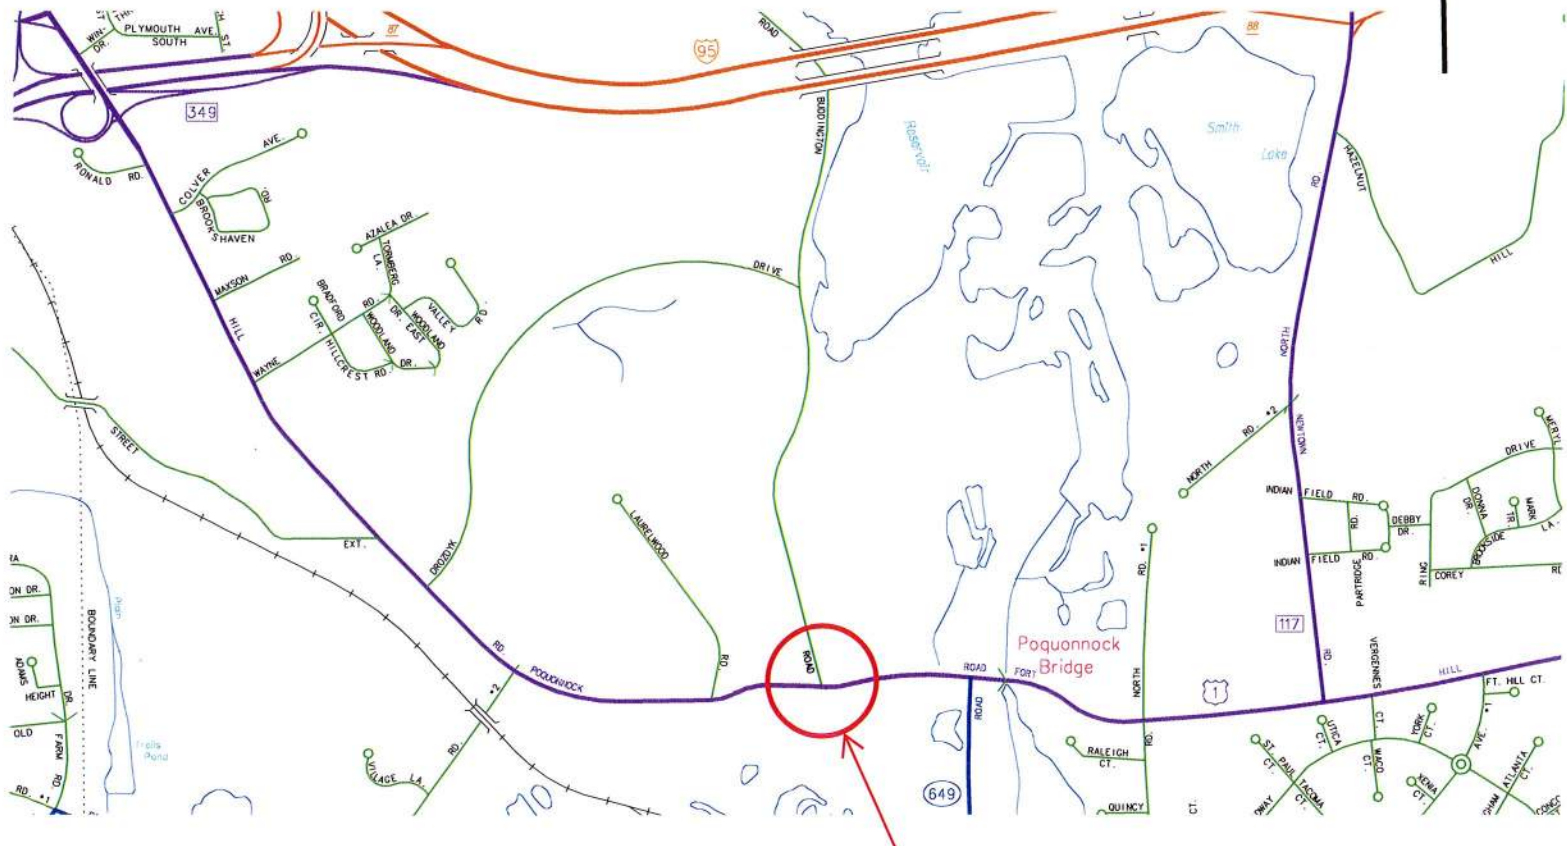 PLYMOUTH AVE.
SOUTH
WIN-
DR.
ST.
87
95
88
ROAD
349
BUDDINGTON
Reservoir
Smith
Lake
RD
HAZELNUT
HILL
RONALD RD.
COLVER AVE.
BROOKSHAVEN
RD.
AZALEA DR.
TORMBERG
LA.
MAXSON RD.
BRADFORD
CIR.
HILL
WAYNE RD.
WOODLAND DR.
HILLCREST RD.
WOODLAND
DR. EAST
VALLEY
RD.
DRIVE
NORTH
STREET
EXT.
DROZDYK
LAURELWOOD
RD.
NORTH RD. *2
NEWTOWN
INDIAN FIELD RD.
INDIAN FIELD RD.
PARTRIDGE
RD.
DEBBY
DR.
RING
COREY
DRIVE
DONNA
DR.
MARK
TR.
BROOKSIDE LA.
MERYL
117
RD.
BOUNDARY LINE
ON DR.
ON DR.
ADAMS
HEIGHT
DR.
OLD
FARM RD.
RD. *1
Pond
RD.
POQUONNOCK
ROAD
ROAD
FORT
HILL
Poquonnock
Bridge
ROAD
649
1
NORTH RD. *1
RD.
RALEIGH
CT.
QUINCY
CT.
VERGENNES
CT.
FT. HILL CT.
*1
AVE.
UTICA
CT.
YORK
CT.
WACO
CT.
XENIA
CT.
ST. PAUL
CT.
TACOMA
CT.
ATLANTA
CT.
VILLAGE LA.
RD. *2